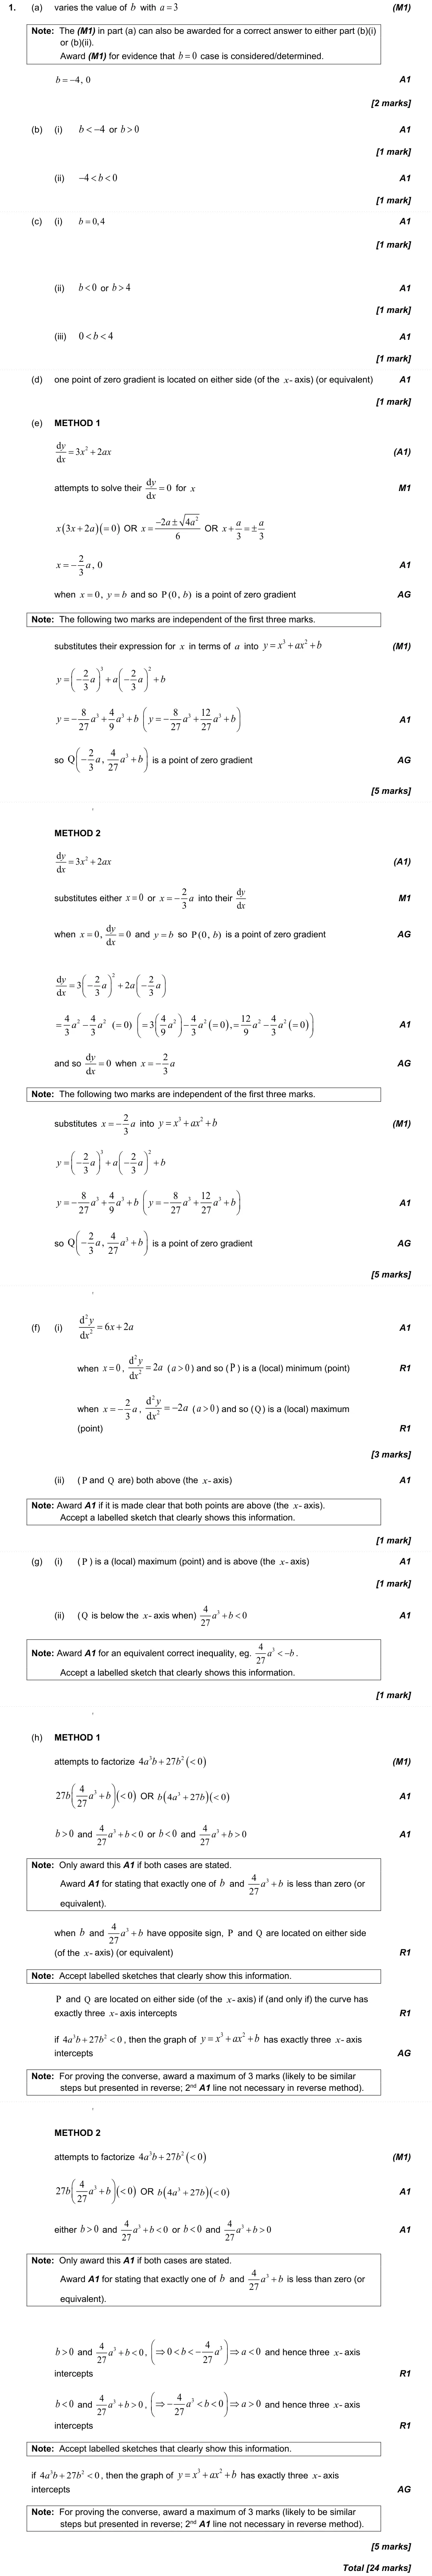 1. (a) varies the value of b with a = 3 (M1)
Note: The (M1) in part (a) can also be awarded for a correct answer to either part (b)(i)
or (b)(ii).
Award (M1) for evidence that b = 0 case is considered/determined.
b = −4, 0 A1
[2 marks]
(b) (i) b < −4 or b > 0 A1
[1 mark]
(ii) −4 < b < 0 A1
[1 mark]
(c) (i) b = 0, 4 A1
[1 mark]
(ii) b < 0 or b > 4 A1
[1 mark]
(iii) 0 < b < 4 A1
[1 mark]
(d) one point of zero gradient is located on either side (of the x- axis) (or equivalent) A1
[1 mark]
(e) METHOD 1
dy/dx = 3x² + 2ax (A1)
attempts to solve their dy/dx = 0 for x M1
x(3x + 2a)(= 0) OR x = (−2a ± √(4a²))/6 OR x + a/3 = ± a/3
x = −2/3 a, 0 A1
when x = 0, y = b and so P(0, b) is a point of zero gradient AG
Note: The following two marks are independent of the first three marks.
substitutes their expression for x in terms of a into y = x³ + ax² + b (M1)
y = (−2/3 a)³ + a(−2/3 a)² + b
y = −8/27 a³ + 4/9 a³ + b (y = −8/27 a³ + 12/27 a³ + b) A1
so Q(−2/3 a, 4/27 a³ + b) is a point of zero gradient AG
[5 marks]
METHOD 2
dy/dx = 3x² + 2ax (A1)
substitutes either x = 0 or x = −2/3 a into their dy/dx M1
when x = 0, dy/dx = 0 and y = b so P(0, b) is a point of zero gradient AG
dy/dx = 3(−2/3 a)² + 2a(−2/3 a)
= 4/3 a² − 4/3 a² (= 0) (= 3(4/9 a²) − 4/3 a² (= 0), = 12/9 a² − 4/3 a² (= 0)) A1
and so dy/dx = 0 when x = −2/3 a AG
Note: The following two marks are independent of the first three marks.
substitutes x = −2/3 a into y = x³ + ax² + b (M1)
y = (−2/3 a)³ + a(−2/3 a)² + b
y = −8/27 a³ + 4/9 a³ + b (y = −8/27 a³ + 12/27 a³ + b) A1
so Q(−2/3 a, 4/27 a³ + b) is a point of zero gradient AG
[5 marks]
(f) (i) d²y/dx² = 6x + 2a A1
when x = 0, d²y/dx² = 2a (a > 0) and so (P) is a (local) minimum (point) R1
when x = −2/3 a, d²y/dx² = −2a (a > 0) and so (Q) is a (local) maximum
(point) R1
[3 marks]
(ii) (P and Q are) both above (the x- axis) A1
Note: Award A1 if it is made clear that both points are above (the x- axis).
Accept a labelled sketch that clearly shows this information.
[1 mark]
(g) (i) (P) is a (local) maximum (point) and is above (the x- axis) A1
[1 mark]
(ii) (Q is below the x- axis when) 4/27 a³ + b < 0 A1
Note: Award A1 for an equivalent correct inequality, eg. 4/27 a³ < −b.
Accept a labelled sketch that clearly shows this information.
[1 mark]
(h) METHOD 1
attempts to factorize 4a³b + 27b² (< 0) (M1)
27b(4/27 a³ + b)(< 0) OR b(4a³ + 27b)(< 0) A1
b > 0 and 4/27 a³ + b < 0 or b < 0 and 4/27 a³ + b > 0 A1
Note: Only award this A1 if both cases are stated.
Award A1 for stating that exactly one of b and 4/27 a³ + b is less than zero (or
equivalent).
when b and 4/27 a³ + b have opposite sign, P and Q are located on either side
(of the x- axis) (or equivalent) R1
Note: Accept labelled sketches that clearly show this information.
P and Q are located on either side (of the x- axis) if (and only if) the curve has
exactly three x- axis intercepts R1
if 4a³b + 27b² < 0, then the graph of y = x³ + ax² + b has exactly three x- axis
intercepts AG
Note: For proving the converse, award a maximum of 3 marks (likely to be similar
steps but presented in reverse; 2nd A1 line not necessary in reverse method).
METHOD 2
attempts to factorize 4a³b + 27b² (< 0) (M1)
27b(4/27 a³ + b)(< 0) OR b(4a³ + 27b)(< 0) A1
either b > 0 and 4/27 a³ + b < 0 or b < 0 and 4/27 a³ + b > 0 A1
Note: Only award this A1 if both cases are stated.
Award A1 for stating that exactly one of b and 4/27 a³ + b is less than zero (or
equivalent).
b > 0 and 4/27 a³ + b < 0, (⇒ 0 < b < −4/27 a³) ⇒ a < 0 and hence three x- axis
intercepts R1
b < 0 and 4/27 a³ + b > 0, (⇒ −4/27 a³ < b < 0) ⇒ a > 0 and hence three x- axis
intercepts R1
Note: Accept labelled sketches that clearly show this information.
if 4a³b + 27b² < 0, then the graph of y = x³ + ax² + b has exactly three x- axis
intercepts AG
Note: For proving the converse, award a maximum of 3 marks (likely to be similar
steps but presented in reverse; 2nd A1 line not necessary in reverse method).
[5 marks]
Total [24 marks]